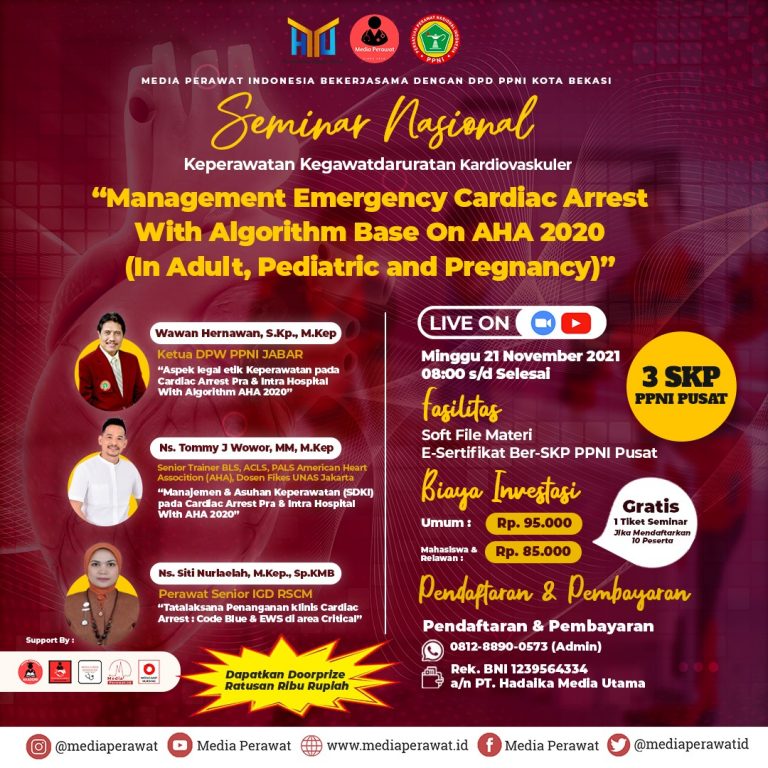 HMU
Media Perawat
PERSATUAN PERAWAT NASIONAL INDONESIA
PPNI
MEDIA PERAWAT INDONESIA BEKERJASAMA DENGAN DPD PPNI KOTA BEKASI
Seminar Nasional
Keperawatan Kegawatdaruratan Kardiovaskuler
“Management Emergency Cardiac Arrest
With Algorithm Base On AHA 2020
(In Adult, Pediatric and Pregnancy)”
Wawan Hernawan, S.Kp., M.Kep
Ketua DPW PPNI JABAR
“Aspek legal etik Keperawatan pada
Cardiac Arrest Pra & Intra Hospital
With Algorithm AHA 2020”
Ns. Tommy J Wowor, MM, M.Kep
Senior Trainer BLS, ACLS, PALS American Heart
Assocition (AHA), Dosen Fikes UNAS Jakarta
“Manajemen & Asuhan Keperawatan (SDKI)
pada Cardiac Arrest Pra & Intra Hospital
With AHA 2020”
Ns. Siti Nurlaelah, M.Kep., Sp.KMB
Perawat Senior IGD RSCM
“Tatalaksana Penanganan klinis Cardiac
Arrest : Code Blue & EWS di area Critical”
Support By :
Dapatkan Doorprize
Ratusan Ribu Rupiah
LIVE ON
Minggu 21 November 2021
08:00 s/d Selesai
3 SKP
PPNI PUSAT
Fasilitas
Soft File Materi
E-Sertifikat Ber-SKP PPNI Pusat
Biaya Investasi
Umum : Rp. 95.000
Mahasiswa &
Relawan : Rp. 85.000
Gratis
1 Tiket Seminar
Jika Mendaftarkan
10 Peserta
Pendaftaran & Pembayaran
Pendaftaran & Pembayaran
0812-8890-0573 (Admin)
Rek. BNI 1239564334
a/n PT. Hadaika Media Utama
@mediaperawat Media Perawat www.mediaperawat.id Media Perawat @mediaperawatid